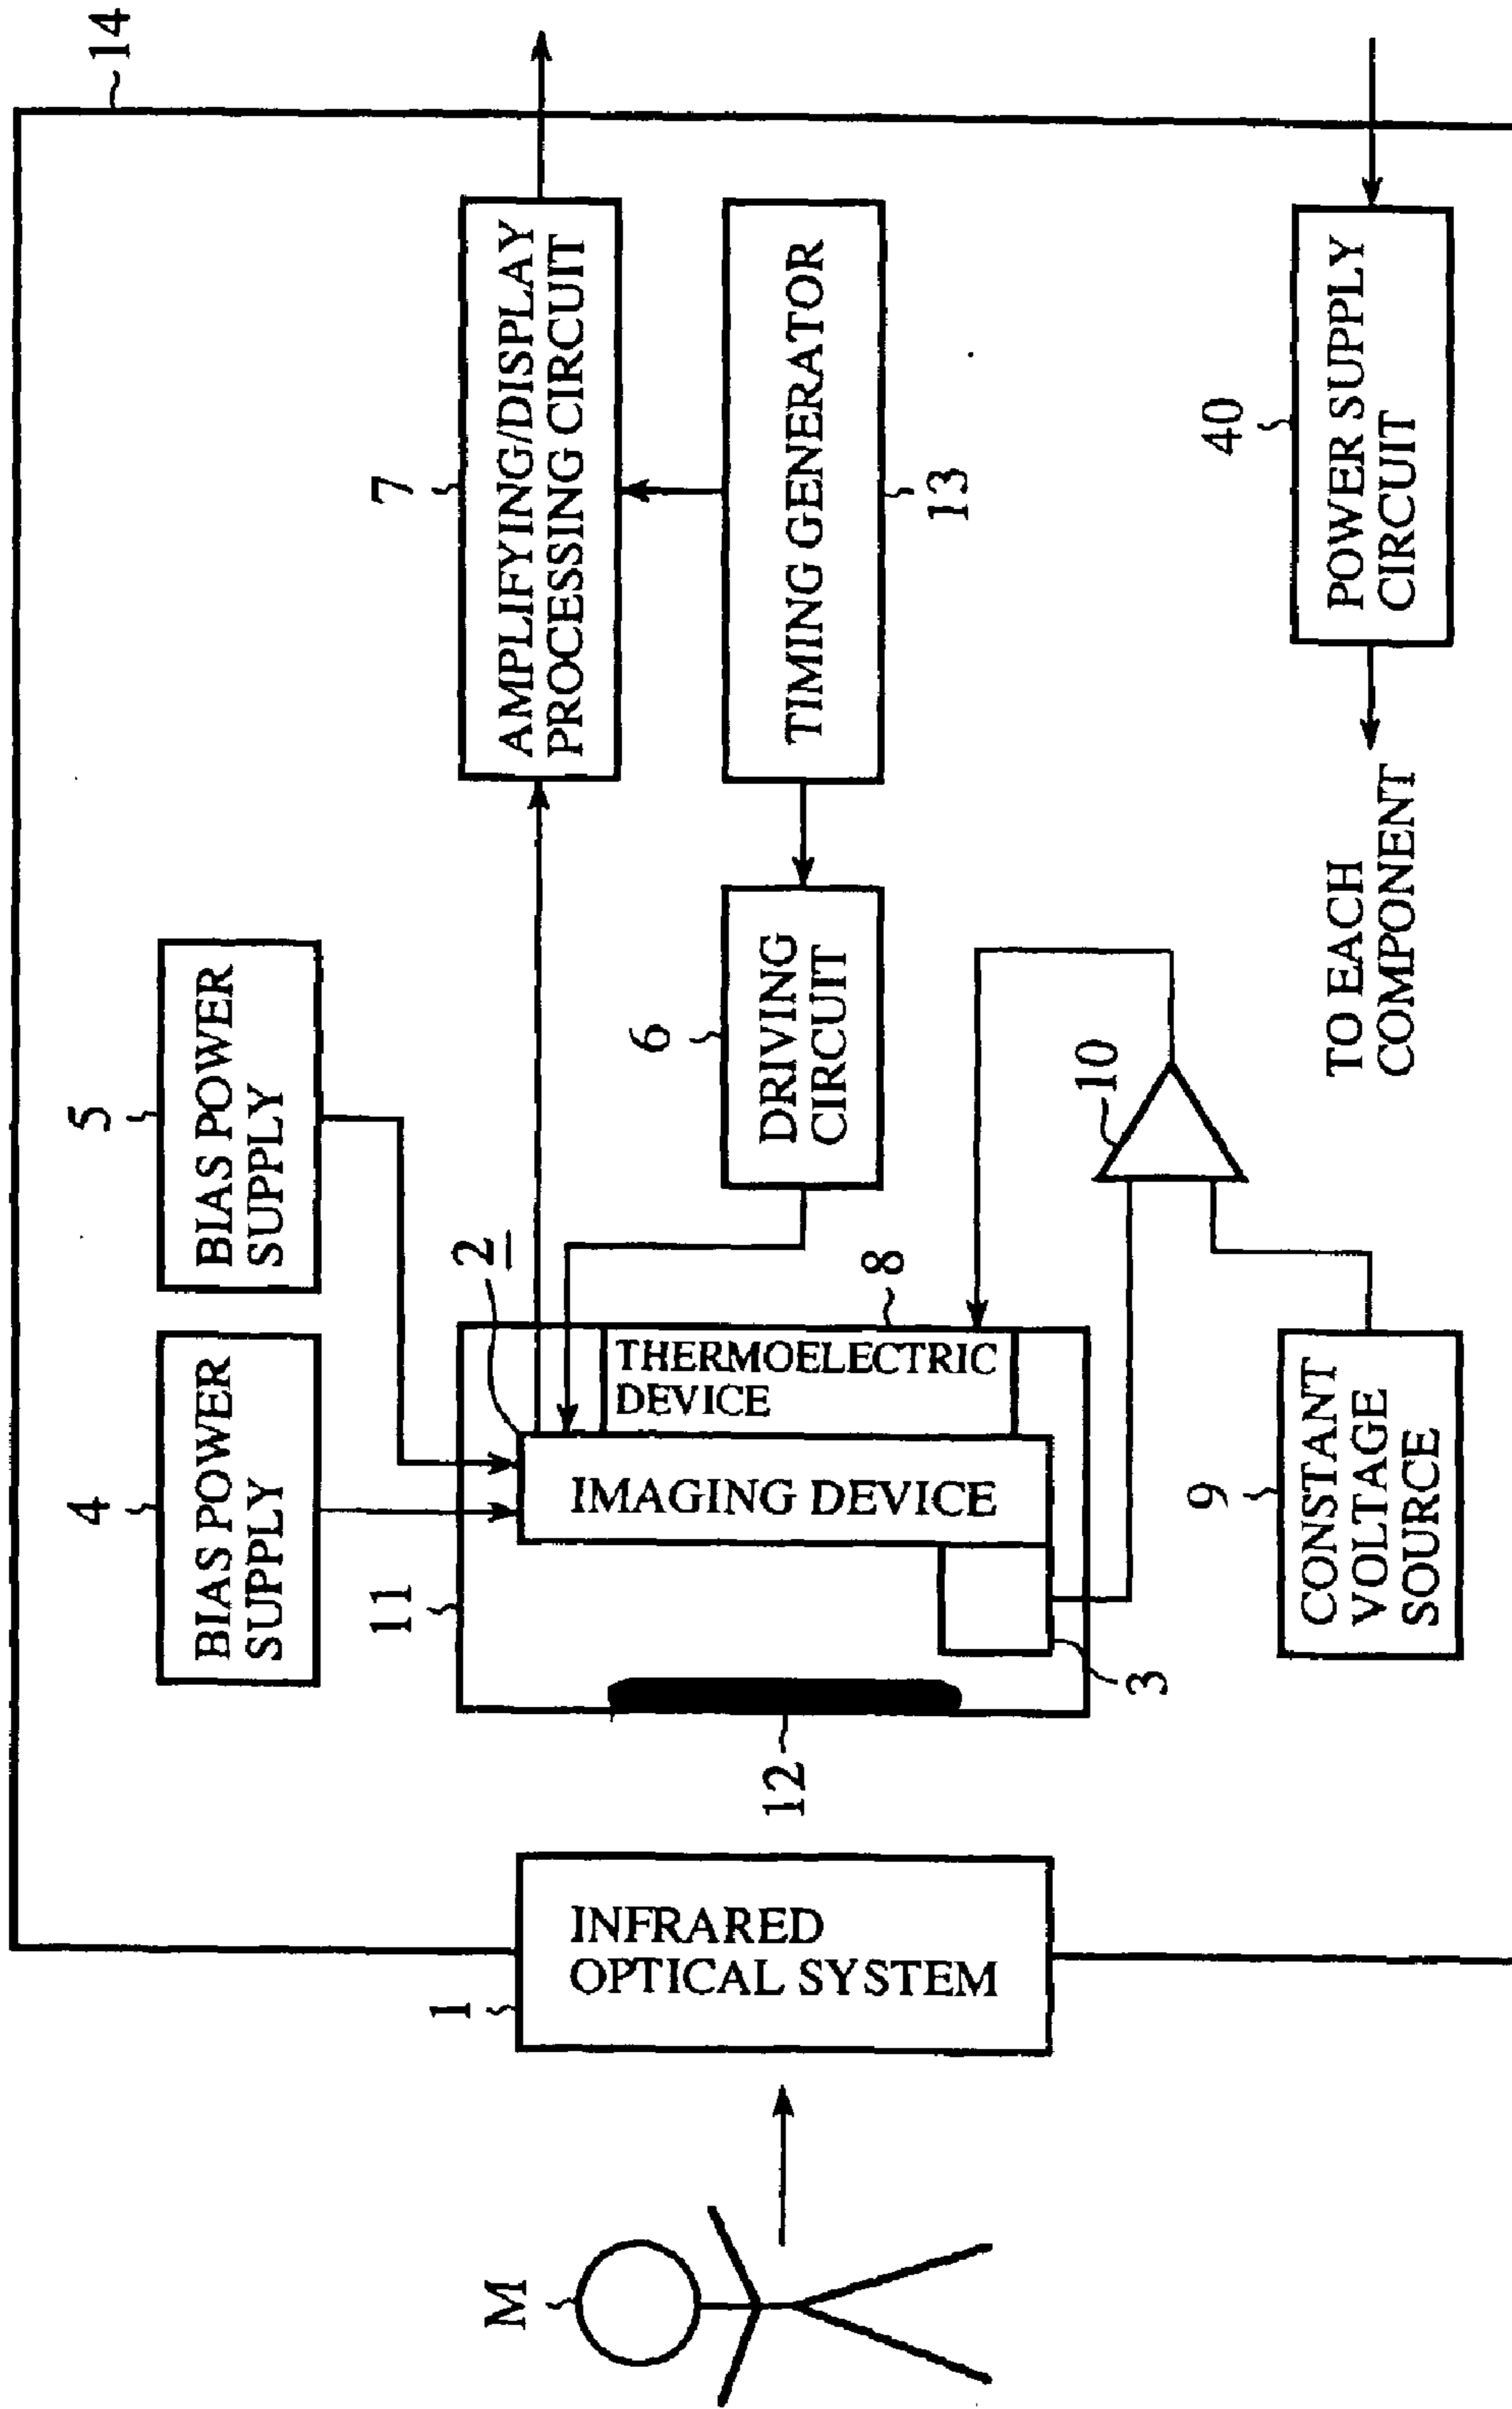 14
5
BIAS POWER
SUPPLY
4
BIAS POWER
SUPPLY
7
AMPLIFYING/DISPLAY
PROCESSING CIRCUIT
11
2
M
1
INFRARED
OPTICAL SYSTEM
IMAGING DEVICE
THERMOELECTRIC
DEVICE
6
DRIVING
CIRCUIT
TIMING GENERATOR
12
8
13
3
10
9
CONSTANT
VOLTAGE
SOURCE
TO EACH
COMPONENT
40
POWER SUPPLY
CIRCUIT